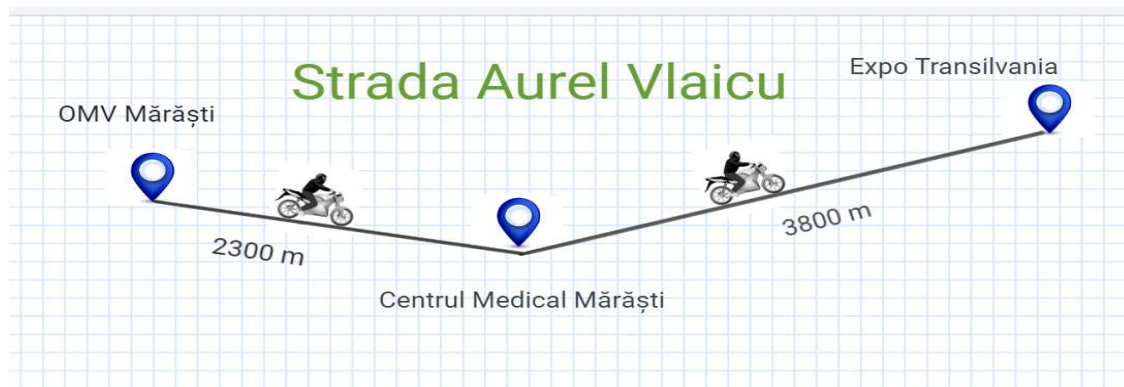 Strada Aurel Vlaicu
Expo Transilvania
OMV Mărăști
2300 m
3800 m
Centrul Medical Mărăști